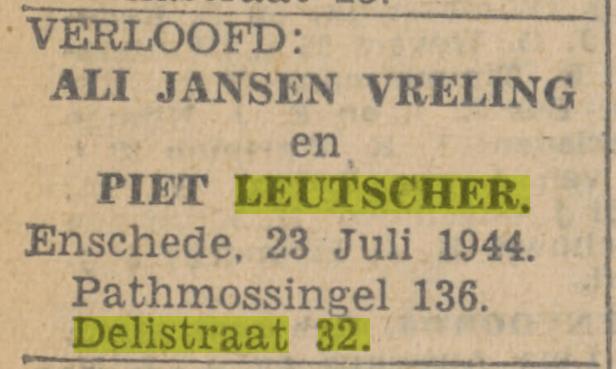 VERLOOFD:
ALI JANSEN VRELING
en
PIET LEUTSCHER.
Enschede, 23 Juli 1944.
Pathmossingel 136.
Delistraat 32.